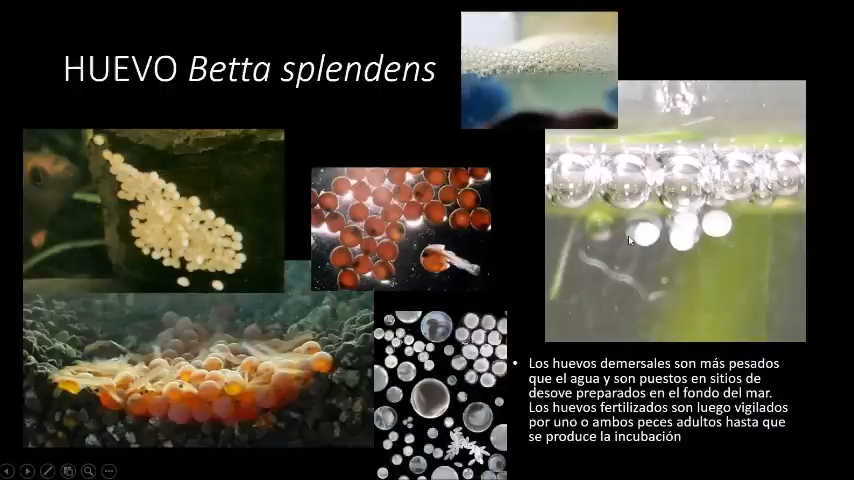 HUEVO Betta splendens
• Los huevos demersales son más pesados
que el agua y son puestos en sitios de
desove preparados en el fondo del mar.
Los huevos fertilizados son luego vigilados
por uno o ambos peces adultos hasta que
se produce la incubación